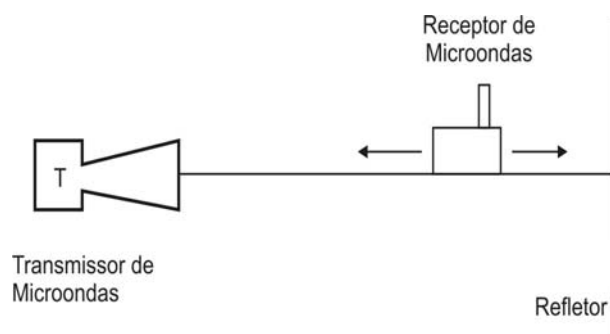 Receptor de
Microondas
T
Transmissor de
Microondas
Refletor